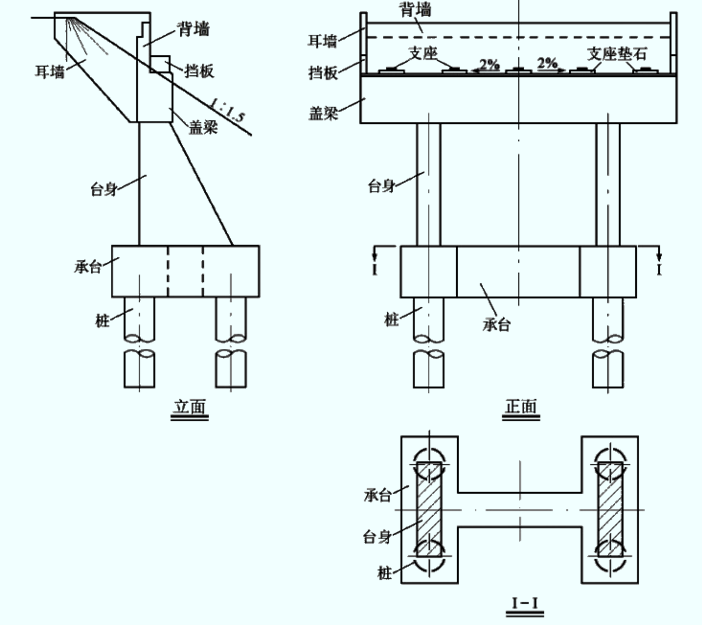 背墙
挡板
耳墙
1:1.5
盖梁
台身
承台
桩
立面
背墙
耳墙
支座
支座垫石
2%
2%
挡板
盖梁
台身
I
I
桩
承台
正面
承台
台身
桩
I-I